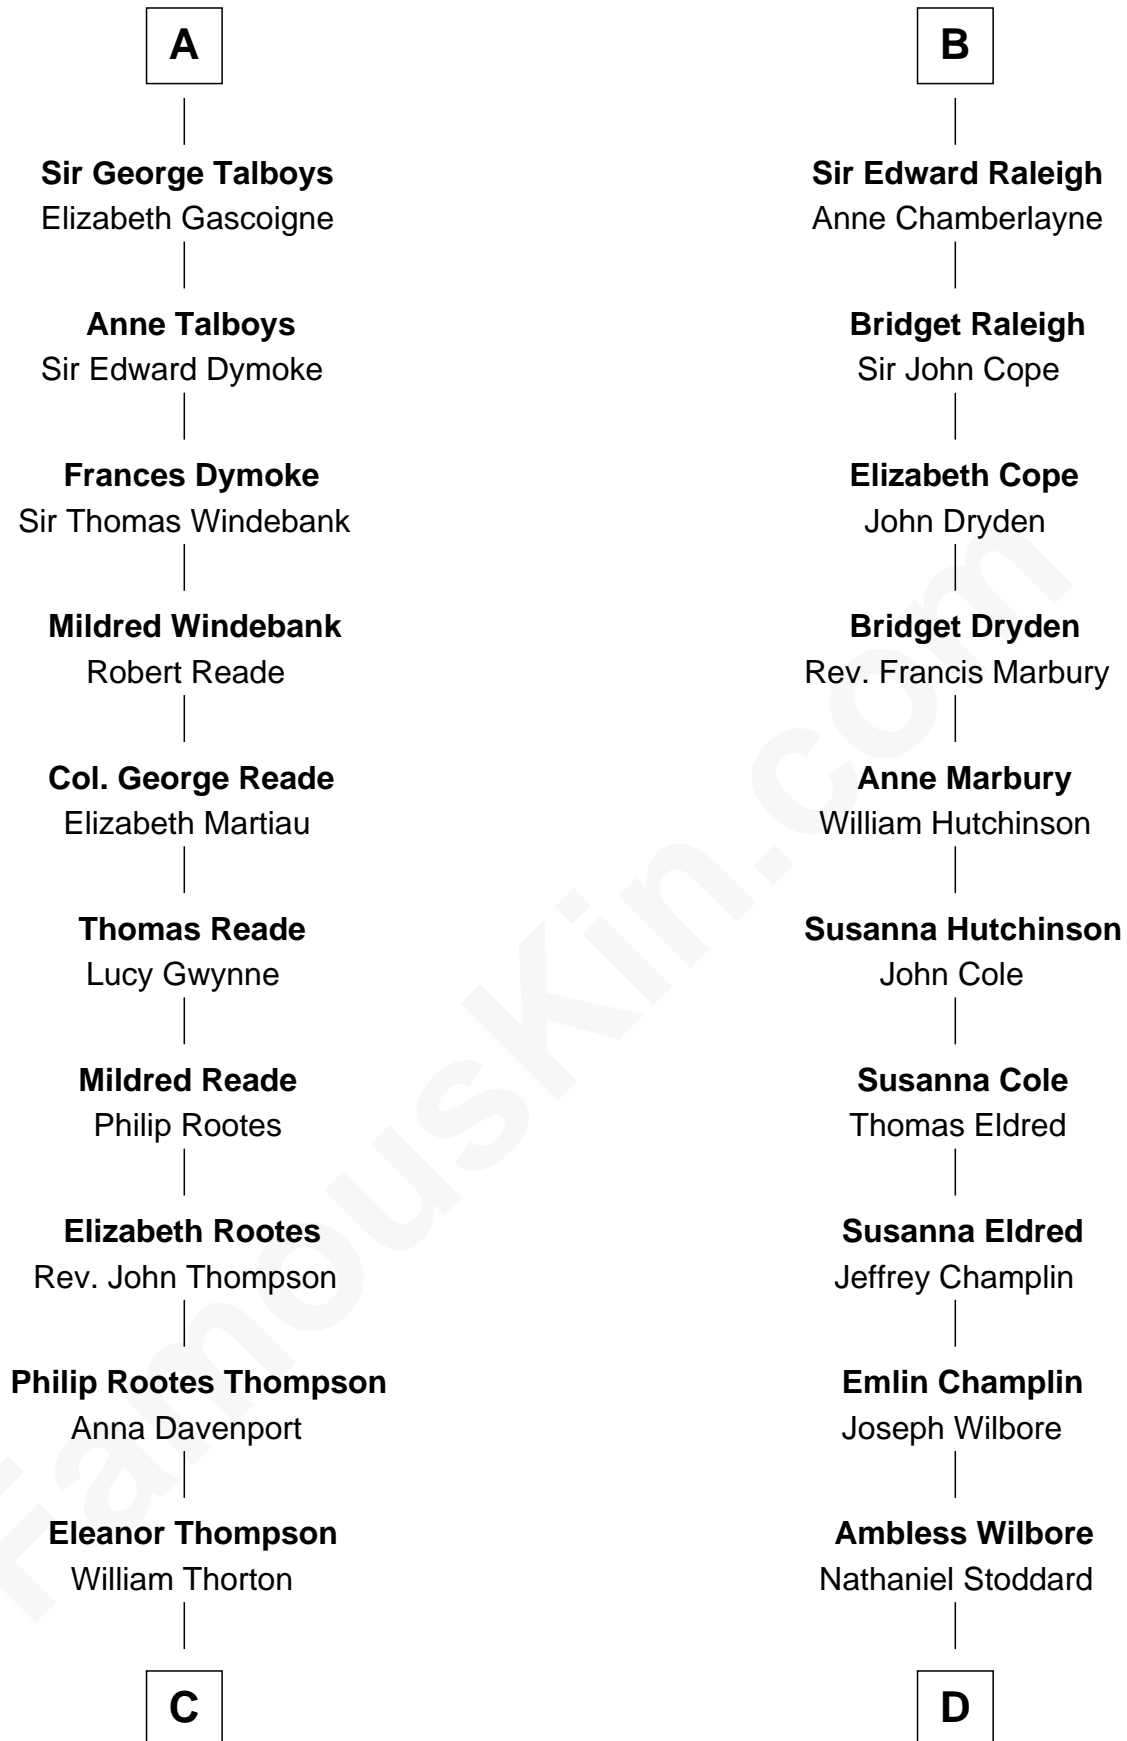 A
Sir George Talboys
Elizabeth Gascoigne
Anne Talboys
Sir Edward Dymoke
Frances Dymoke
Sir Thomas Windebank
Mildred Windebank
Robert Reade
Col. George Reade
Elizabeth Martiau
Thomas Reade
Lucy Gwynne
Mildred Reade
Philip Rootes
Elizabeth Rootes
Rev. John Thompson
Philip Rootes Thompson
Anna Davenport
Eleanor Thompson
William Thorton
C
B
Sir Edward Raleigh
Anne Chamberlayne
Bridget Raleigh
Sir John Cope
Elizabeth Cope
John Dryden
Bridget Dryden
Rev. Francis Marbury
Anne Marbury
William Hutchinson
Susanna Hutchinson
John Cole
Susanna Cole
Thomas Eldred
Susanna Eldred
Jeffrey Champlin
Emlin Champlin
Joseph Wilbore
Ambless Wilbore
Nathaniel Stoddard
D
FamousKin.com